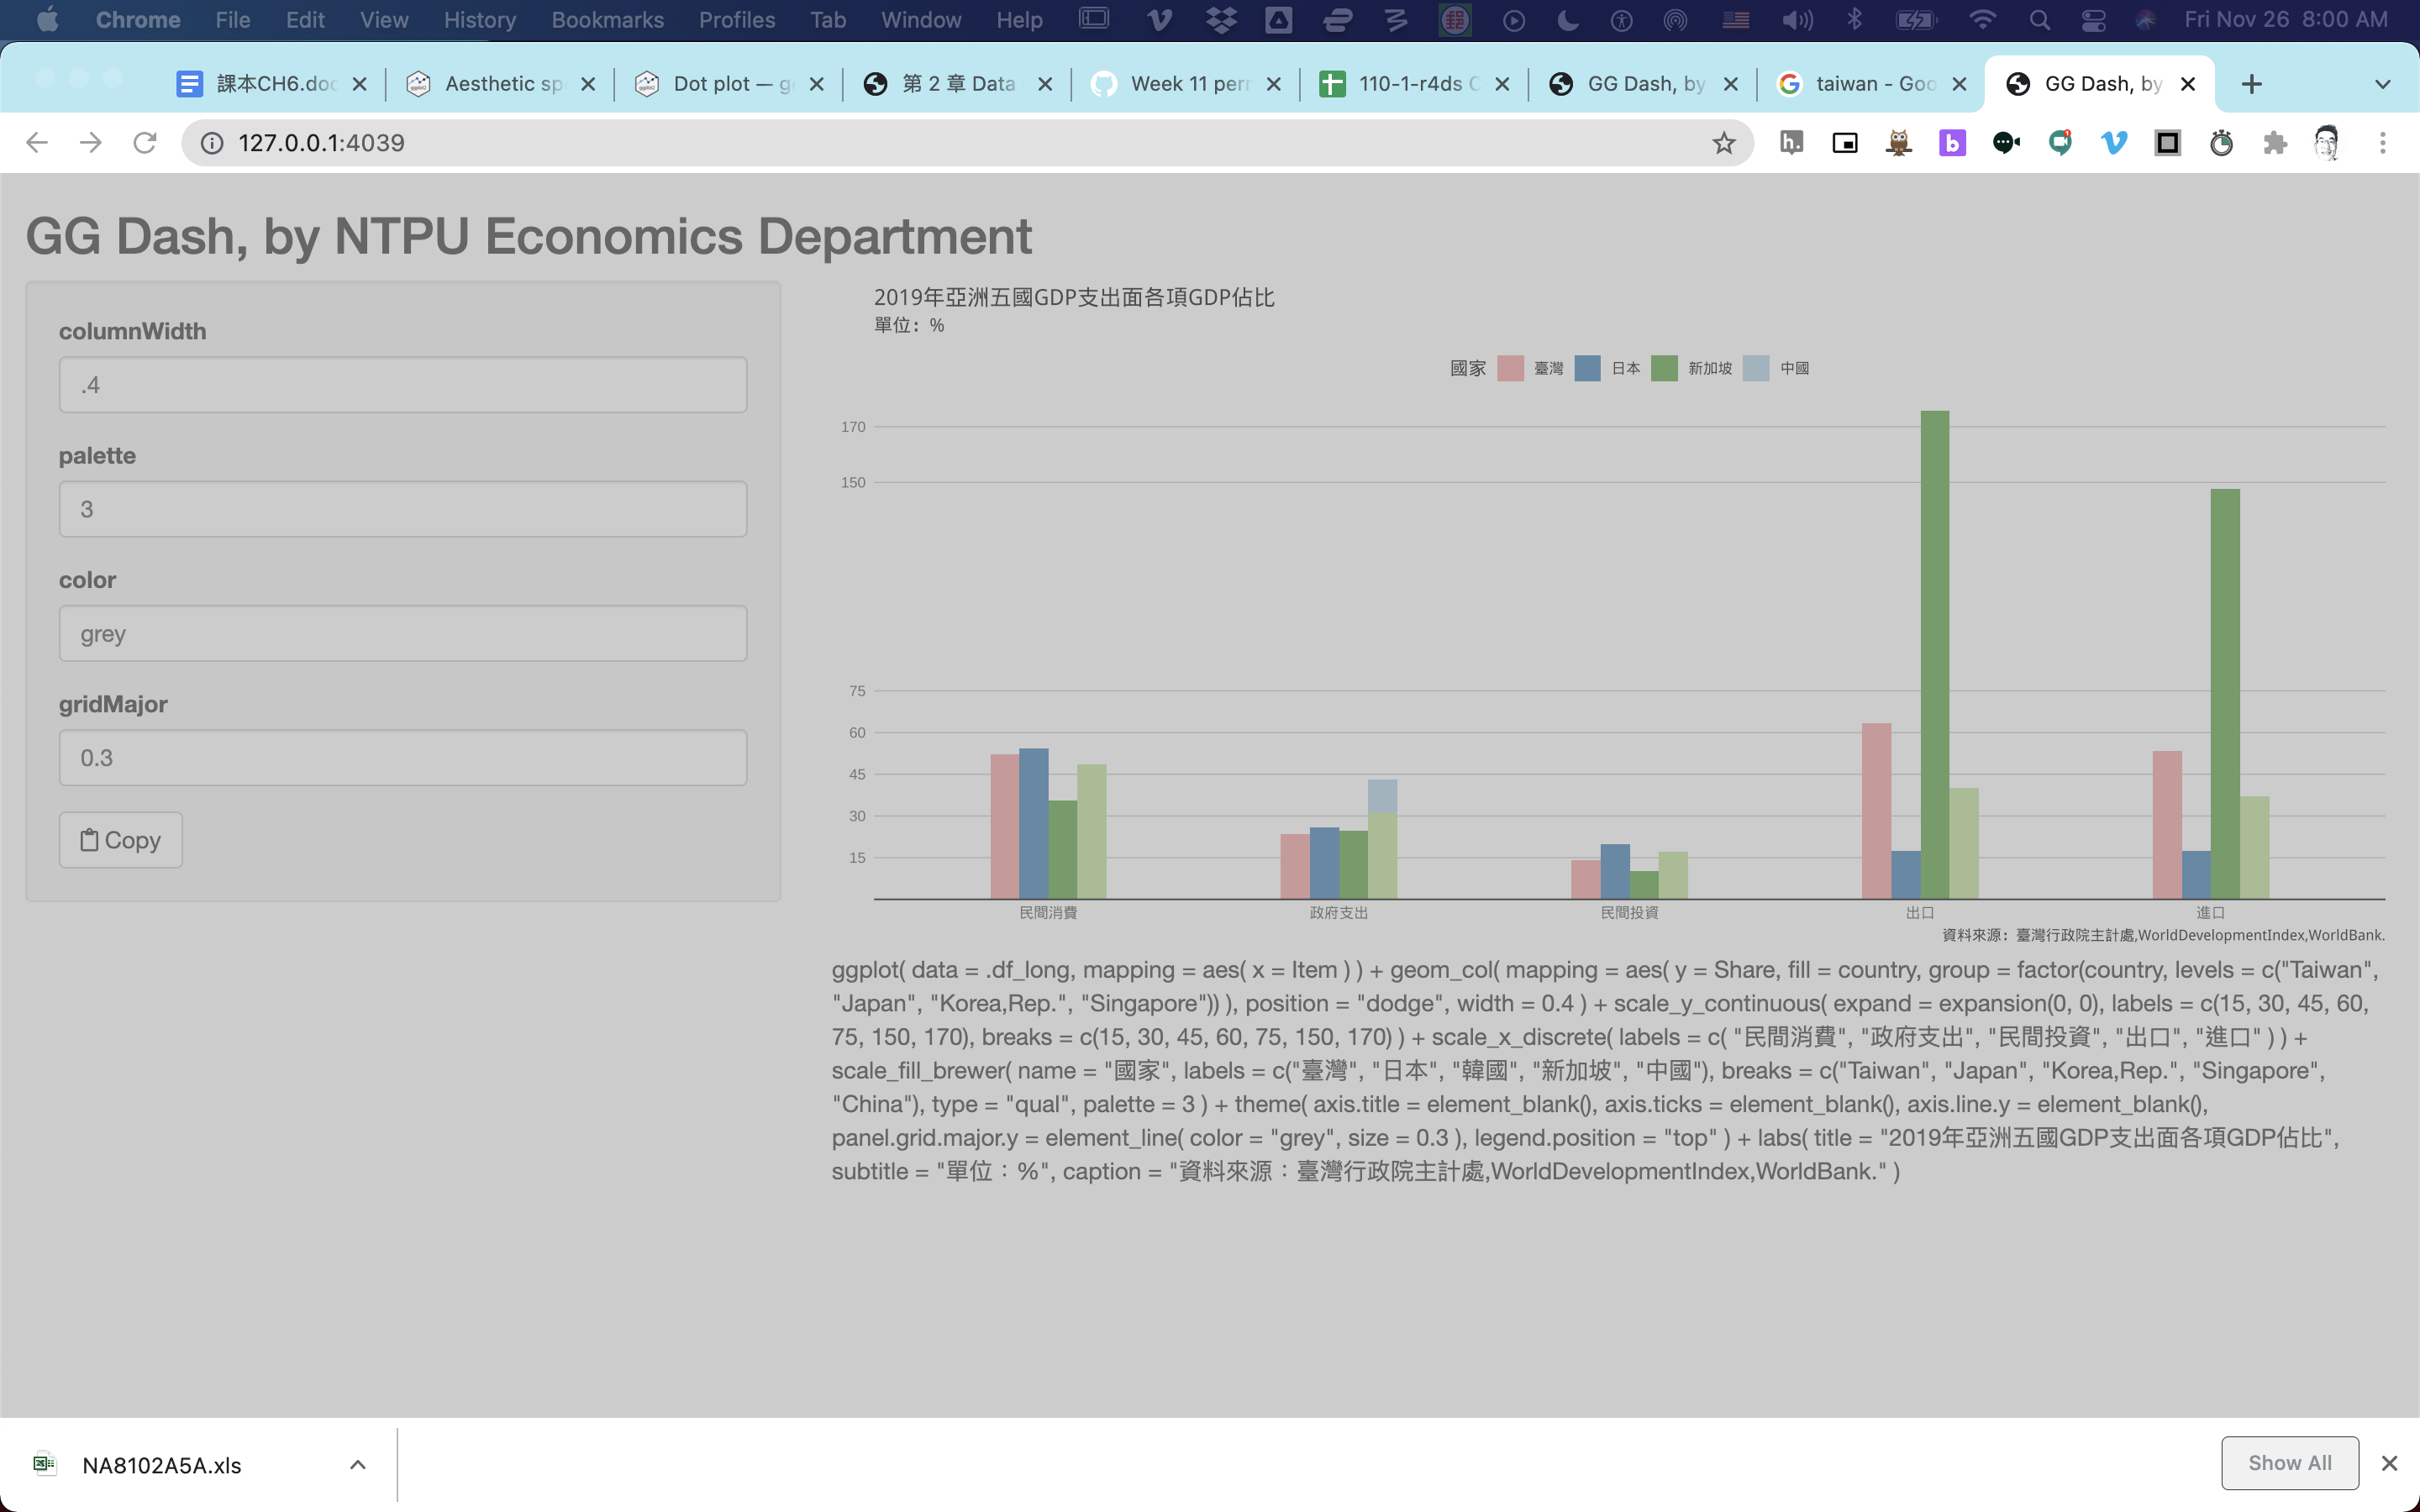 Chrome File Edit View History Bookmarks Profiles Tab Window Help Fri Nov 26 8:00 AM
課本CH6.doc Aesthetic sp Dot plot — g 第 2 章 Data Week 11 per 110-1-r4ds GG Dash, by taiwan - Goo GG Dash, by
127.0.0.1:4039
GG Dash, by NTPU Economics Department
columnWidth
.4
palette
3
color
grey
gridMajor
0.3
Copy
2019年亞洲五國GDP支出面各項GDP佔比
單位：%
國家 臺灣 日本 新加坡 中國
170
150
75
60
45
30
15
民間消費 政府支出 民間投資 出口 進口
資料來源：臺灣行政院主計處,WorldDevelopmentIndex,WorldBank.
ggplot( data = .df_long, mapping = aes( x = Item ) ) + geom_col( mapping = aes( y = Share, fill = country, group = factor(country, levels = c("Taiwan",
"Japan", "Korea,Rep.", "Singapore")) ), position = "dodge", width = 0.4 ) + scale_y_continuous( expand = expansion(0, 0), labels = c(15, 30, 45, 60,
75, 150, 170), breaks = c(15, 30, 45, 60, 75, 150, 170) ) + scale_x_discrete( labels = c( "民間消費", "政府支出", "民間投資", "出口", "進口" ) ) +
scale_fill_brewer( name = "國家", labels = c("臺灣", "日本", "韓國", "新加坡", "中國"), breaks = c("Taiwan", "Japan", "Korea,Rep.", "Singapore",
"China"), type = "qual", palette = 3 ) + theme( axis.title = element_blank(), axis.ticks = element_blank(), axis.line.y = element_blank(),
panel.grid.major.y = element_line( color = "grey", size = 0.3 ), legend.position = "top" ) + labs( title = "2019年亞洲五國GDP支出面各項GDP佔比",
subtitle = "單位：%", caption = "資料來源：臺灣行政院主計處,WorldDevelopmentIndex,WorldBank." )
NA8102A5A.xls
Show All